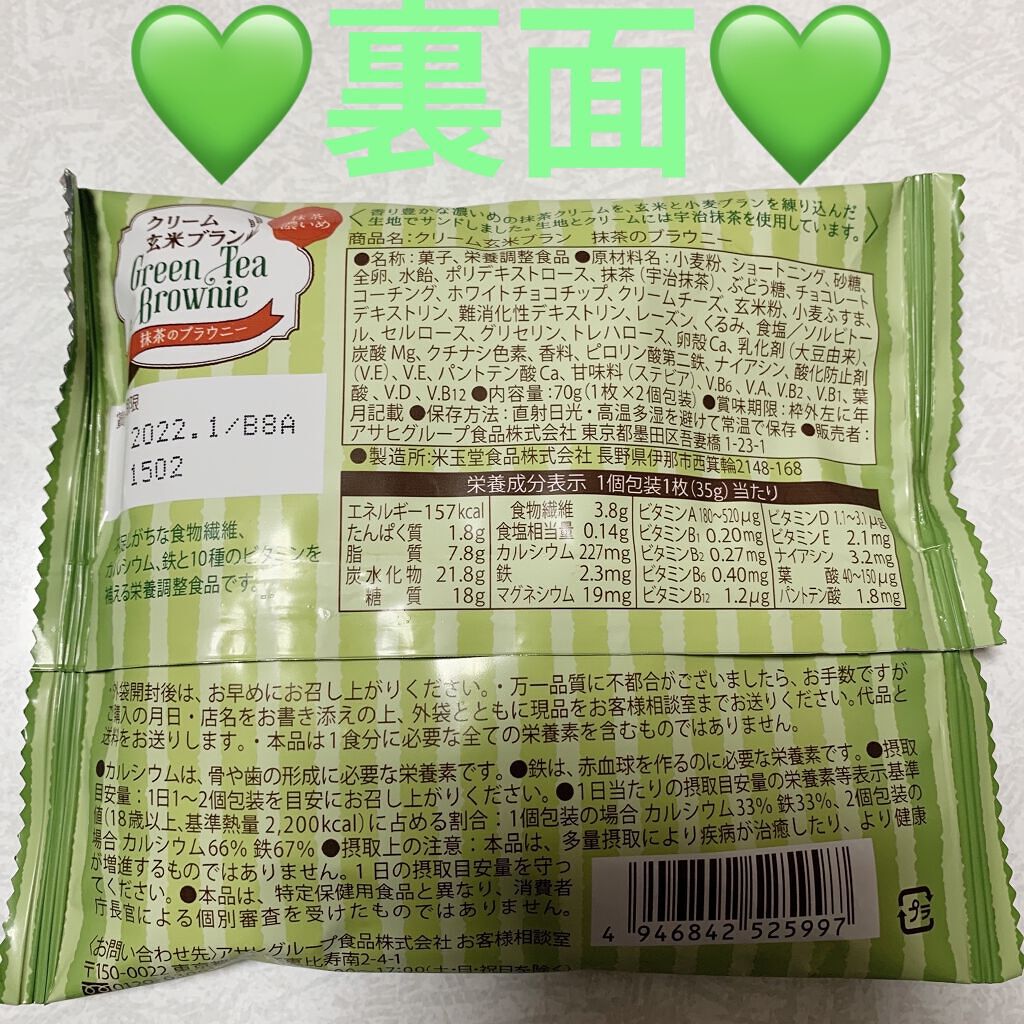 裏面
クリーム
玄米ブラン
Green Tea
Brownie
抹茶のブラウニー
抹茶
濃いめ
香り豊かな濃いめの抹茶クリームを、玄米と小麦ブランを練り込んだ
生地でサンドしました。生地とクリームには宇治抹茶を使用しています。
商品名:クリーム玄米ブラン 抹茶のブラウニー
●名称:菓子、栄養調整食品 ●原材料名:小麦粉、ショートニング、砂糖、
全卵、水飴、ポリデキストロース、抹茶(宇治抹茶)、ぶどう糖、チョコレート
コーチング、ホワイトチョコチップ、クリームチーズ、玄米粉、小麦ふすま、
デキストリン、難消化性デキストリン、レーズン、くるみ、食塩/ソルビトー
ル、セルロース、グリセリン、トレハロース、卵殻Ca、乳化剤(大豆由来)、
炭酸Mg、クチナシ色素、香料、ピロリン酸第二鉄、ナイアシン、酸化防止剤
(V.E)、V.E、パントテン酸Ca、甘味料(ステビア)、V.B6、V.A、V.B2、V.B1、葉
酸、V.D、V.B12 ●内容量:70g(1枚×2個包装) ●賞味期限:枠外左に年
月記載 ●保存方法:直射日光・高温多湿を避けて常温で保存 ●販売者:
アサヒグループ食品株式会社 東京都墨田区吾妻橋1-23-1
●製造所:米玉堂食品株式会社 長野県伊那市西箕輪2148-168
限
2022.1/B8A
1502
栄養成分表示 1個包装1枚(35g)当たり
エネルギー 157kcal 食物繊維 3.8g ビタミンA 180~520μg ビタミンD 1.1~3.1μg
たんぱく質 1.8g 食塩相当量 0.14g ビタミンB1 0.20mg ビタミンE 2.1mg
脂質 7.8g カルシウム 227mg ビタミンB2 0.27mg ナイアシン 3.2mg
炭水化物 21.8g 鉄 2.3mg ビタミンB6 0.40mg 葉酸 40~150μg
糖質 18g マグネシウム 19mg ビタミンB12 1.2μg パントテン酸 1.8mg
しがちな食物繊維、
カルシウム、鉄と10種のビタミンを
補える栄養調整食品です。
・外袋開封後は、お早めにお召し上がりください。・万一品質に不都合がございましたら、お手数ですが
ご購入の月日・店名をお書き添えの上、外袋とともに現品をお客様相談室までお送りください。代品と
送料をお送りします。・本品は1食分に必要な全ての栄養素を含むものではありません。
●カルシウムは、骨や歯の形成に必要な栄養素です。●鉄は、赤血球を作るのに必要な栄養素です。●摂取
目安量:1日1~2個包装を目安にお召し上がりください。●1日当たりの摂取目安量の栄養素等表示基準
値(18歳以上、基準熱量2,200kcal)に占める割合:1個包装の場合 カルシウム33% 鉄33%、2個包装の
場合 カルシウム66% 鉄67% ●摂取上の注意:本品は、多量摂取により疾病が治癒したり、より健康
が増進するものではありません。1日の摂取目安量を守っ
てください。●本品は、特定保健用食品と異なり、消費者
庁長官による個別審査を受けたものではありません。
〈お問い合わせ先〉アサヒグループ食品株式会社 お客様相談室
〒150-0022 東京 恵比寿南2-4-1
プラ
4 946842 525997